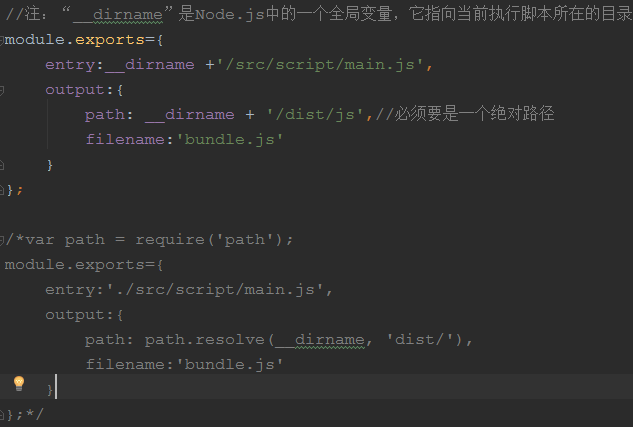 //注：“__dirname”是Node.js中的一个全局变量，它指向当前执行脚本所在的目录
module.exports={
    entry:__dirname +'/src/script/main.js',
    output:{
        path: __dirname + '/dist/js',//必须要是一个绝对路径
        filename:'bundle.js'
    }
};

/*var path = require('path');
module.exports={
    entry:'./src/script/main.js',
    output:{
        path: path.resolve(__dirname, 'dist/'),
        filename:'bundle.js'
    }
};*/